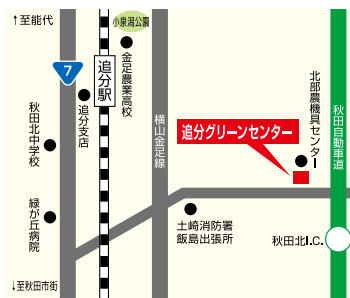 ↑至能代
小泉潟公園
7
追分駅
金足農業高校
追分支店
秋田北中学校
横山金足線
追分グリーンセンター
北部農機具センター
秋田自動車道
緑が丘病院
土崎消防署
飯島出張所
秋田北I.C.
↓至秋田市街